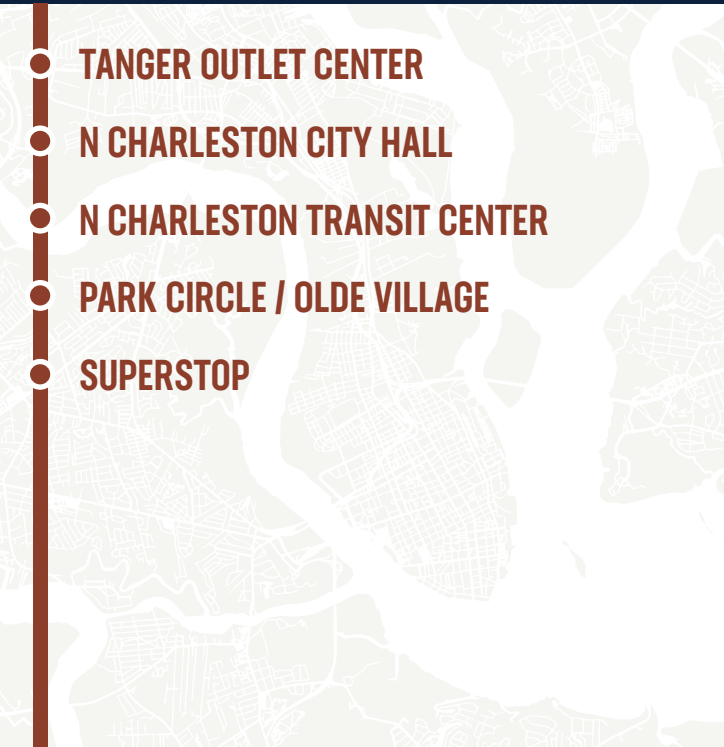 TANGER OUTLET CENTER
N CHARLESTON CITY HALL
N CHARLESTON TRANSIT CENTER
PARK CIRCLE / OLDE VILLAGE
SUPERSTOP